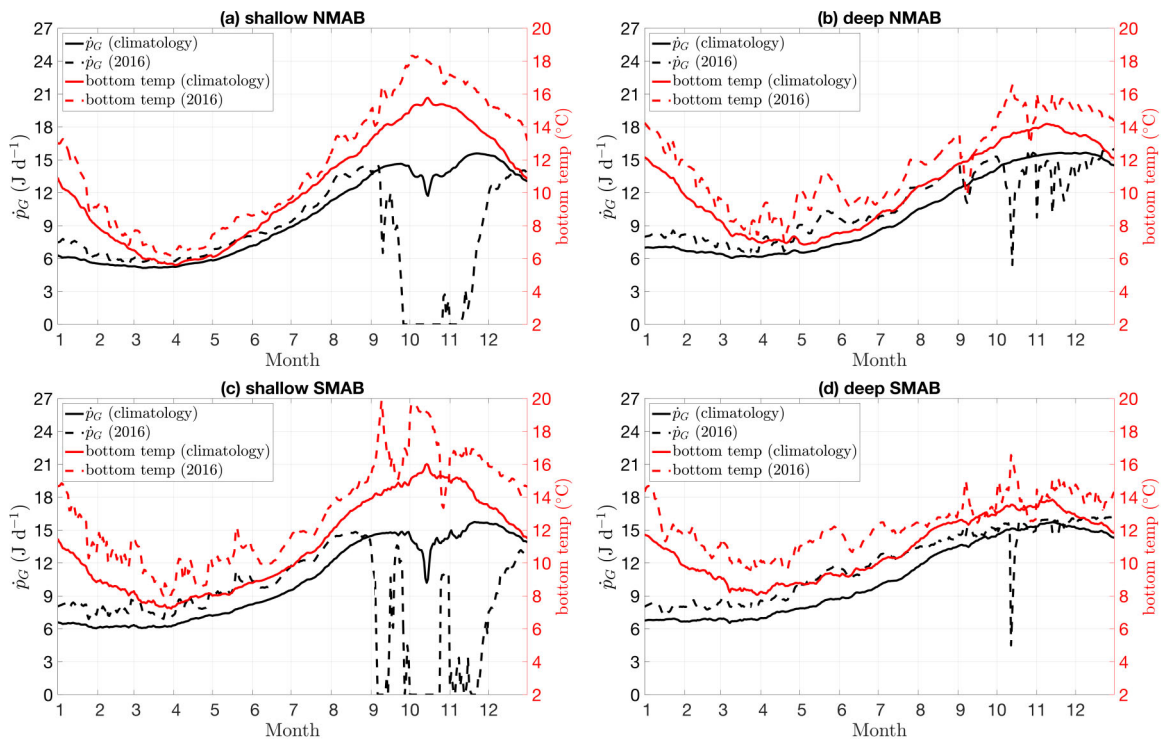 (a) shallow NMAB
27
24
21
18
15
12
9
6
3
0
ṗG (J d⁻¹)
ṗG (climatology)
ṗG (2016)
bottom temp (climatology)
bottom temp (2016)
20
18
16
14
12
10
8
6
4
2
bottom temp (°C)
1 2 3 4 5 6 7 8 9 10 11 12
Month
(b) deep NMAB
27
24
21
18
15
12
9
6
3
0
ṗG (J d⁻¹)
ṗG (climatology)
ṗG (2016)
bottom temp (climatology)
bottom temp (2016)
20
18
16
14
12
10
8
6
4
2
bottom temp (°C)
1 2 3 4 5 6 7 8 9 10 11 12
Month
(c) shallow SMAB
27
24
21
18
15
12
9
6
3
0
ṗG (J d⁻¹)
ṗG (climatology)
ṗG (2016)
bottom temp (climatology)
bottom temp (2016)
20
18
16
14
12
10
8
6
4
2
bottom temp (°C)
1 2 3 4 5 6 7 8 9 10 11 12
Month
(d) deep SMAB
27
24
21
18
15
12
9
6
3
0
ṗG (J d⁻¹)
ṗG (climatology)
ṗG (2016)
bottom temp (climatology)
bottom temp (2016)
20
18
16
14
12
10
8
6
4
2
bottom temp (°C)
1 2 3 4 5 6 7 8 9 10 11 12
Month